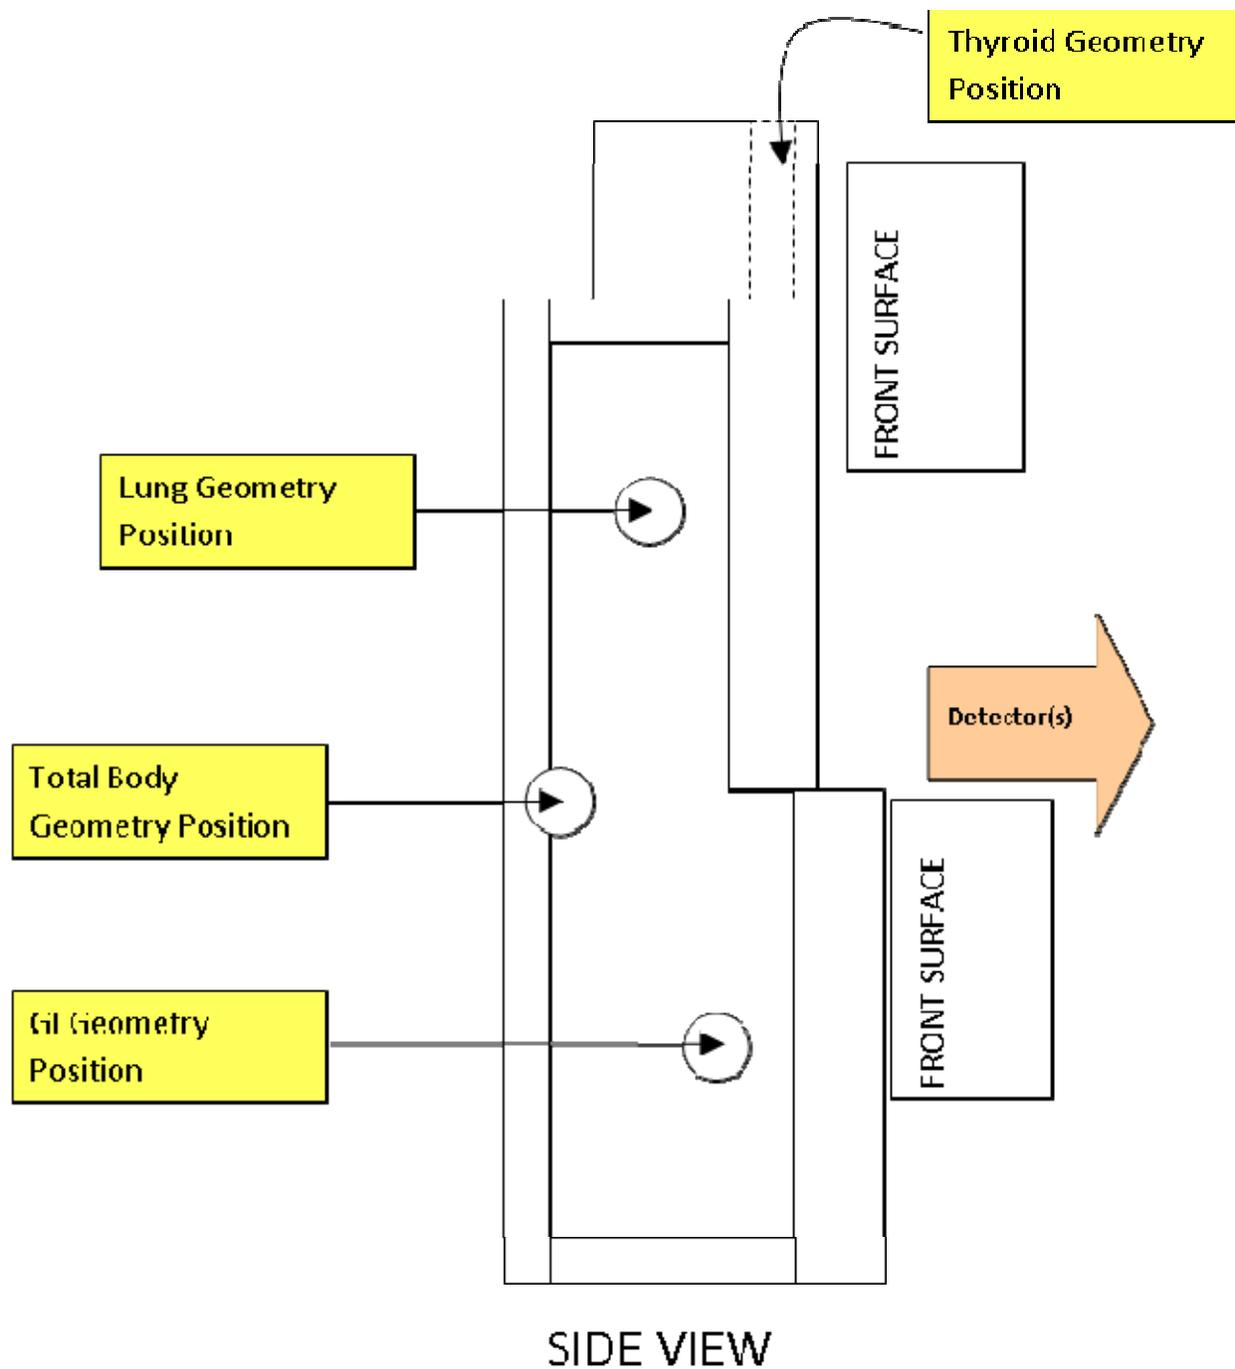 Thyroid Geometry
Position
FRONT SURFACE
Lung Geometry
Position
Detector(s)
Total Body
Geometry Position
FRONT SURFACE
GI Geometry
Position
SIDE VIEW